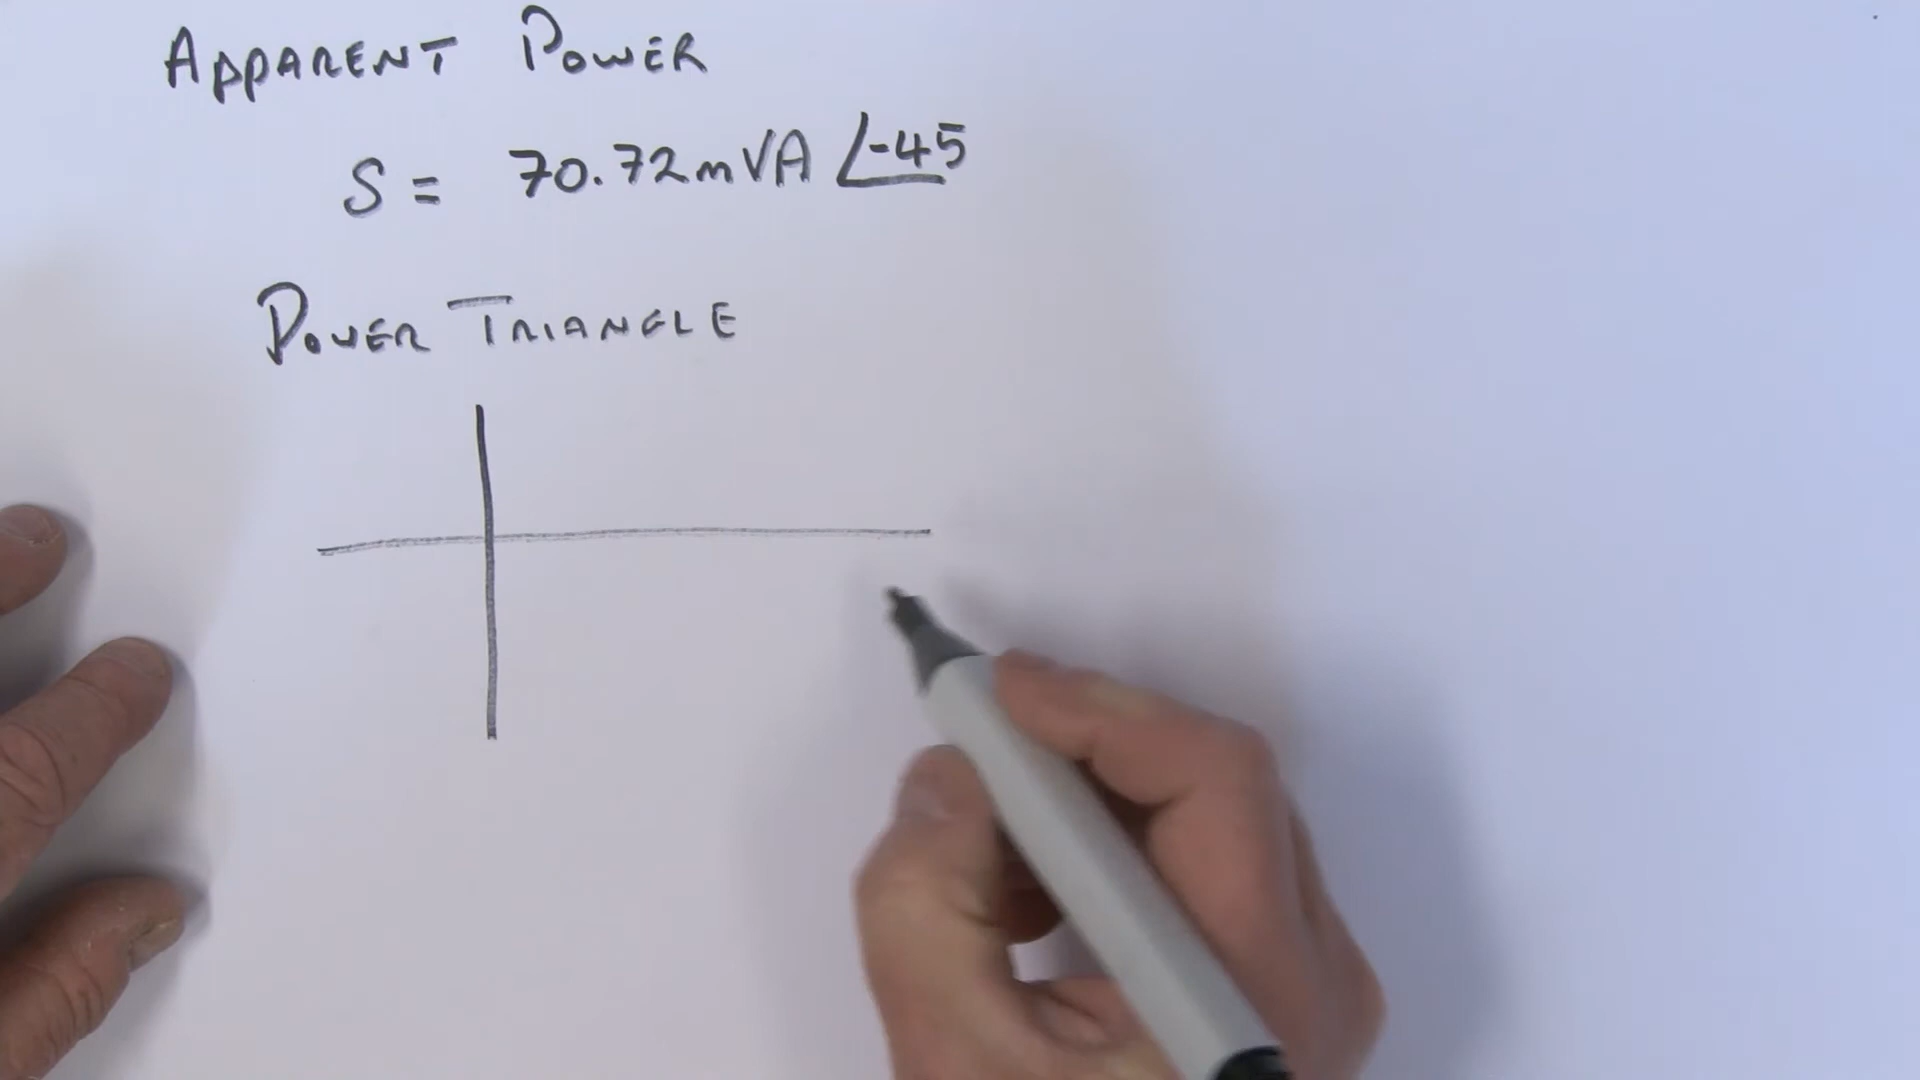 APPARENT POWER
S = 70.72mVA ∠-45
POWER TRIANGLE